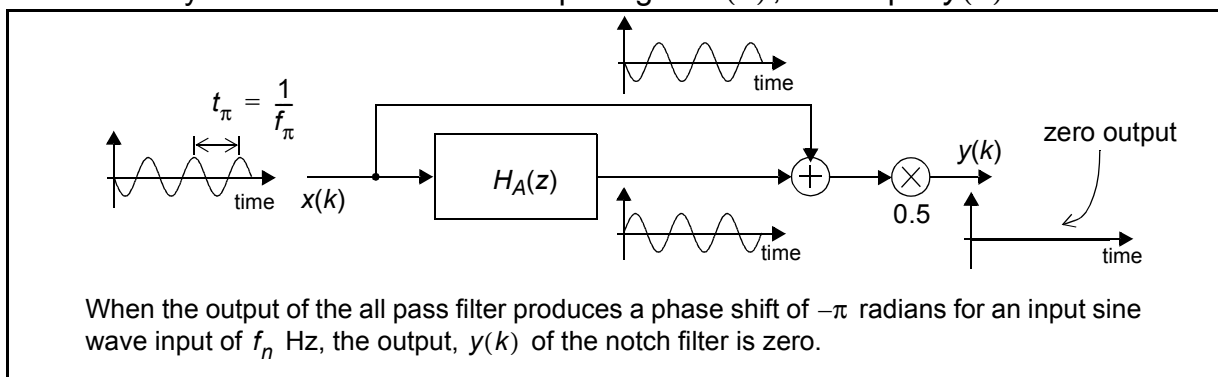 time
t_π = 1/f_π
zero output
y(k)
x(k)
H_A(z)
+
×
0.5
time
time
time
When the output of the all pass filter produces a phase shift of −π radians for an input sine
wave input of f_n Hz, the output, y(k) of the notch filter is zero.